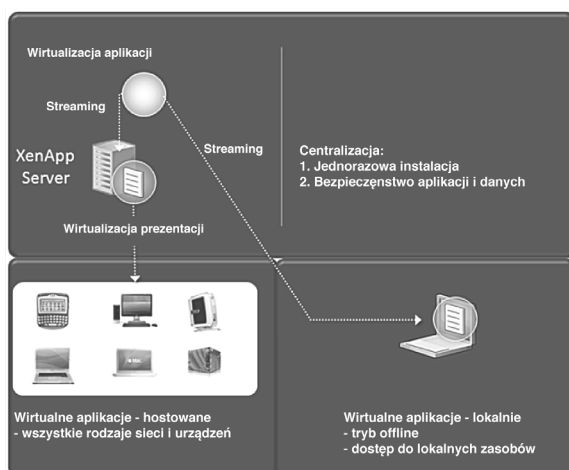 Wirtualizacja aplikacji
Streaming
XenApp
Server
Streaming
Wirtualizacja prezentacji
Centralizacja:
1. Jednorazowa instalacja
2. Bezpieczęnstwo aplikacji i danych
Wirtualne aplikacje - hostowane
- wszystkie rodzaje sieci i urządzeń
Wirtualne aplikacje - lokalnie
- tryb offline
- dostęp do lokalnych zasobów